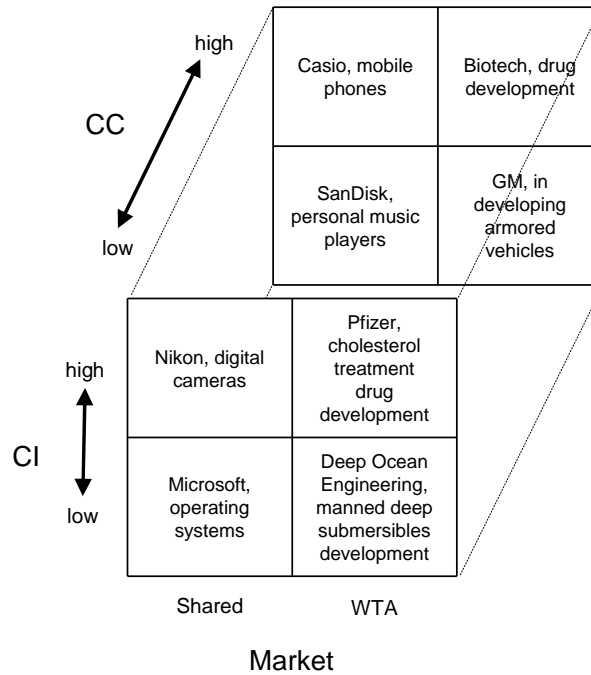 high
CC
low
Casio, mobile
phones
Biotech, drug
development
SanDisk,
personal music
players
GM, in
developing
armored
vehicles
high
CI
low
Nikon, digital
cameras
Pfizer,
cholesterol
treatment
drug
development
Microsoft,
operating
systems
Deep Ocean
Engineering,
manned deep
submersibles
development
Shared
WTA
Market